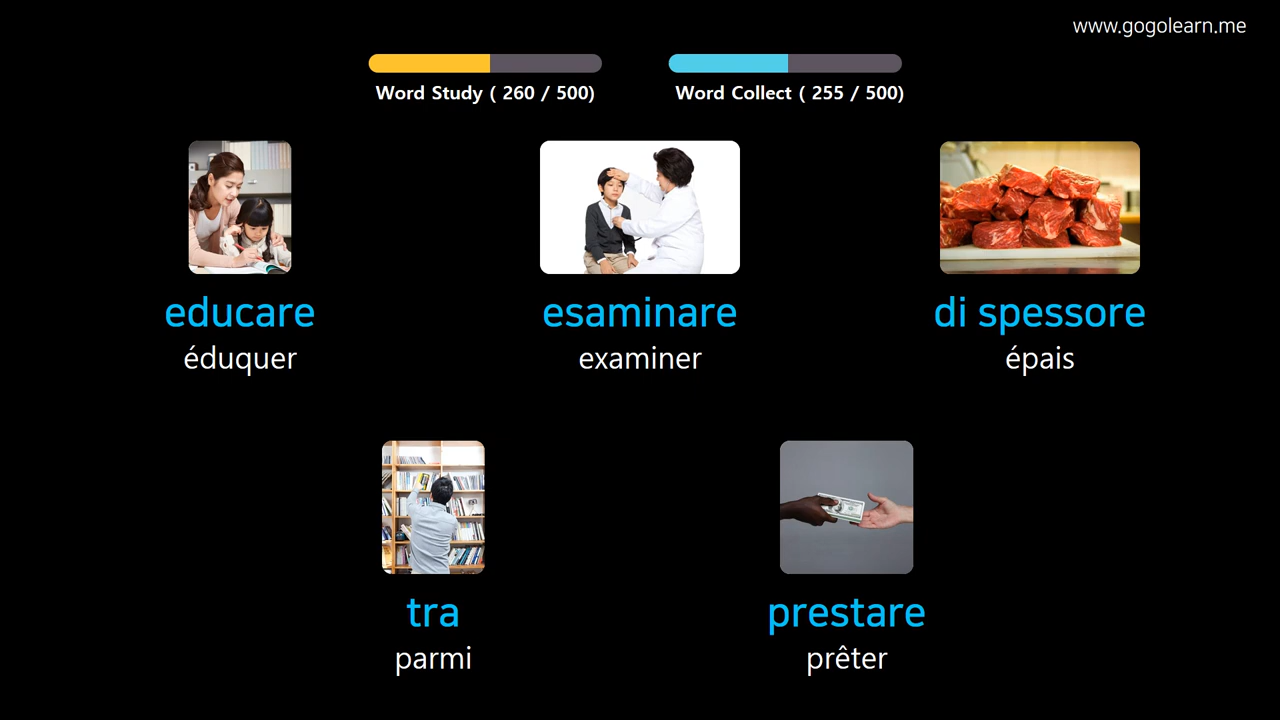 www.gogolearn.me
Word Study ( 260 / 500)
Word Collect ( 255 / 500)
educare
éduquer
esaminare
examiner
di spessore
épais
tra
parmi
prestare
prêter